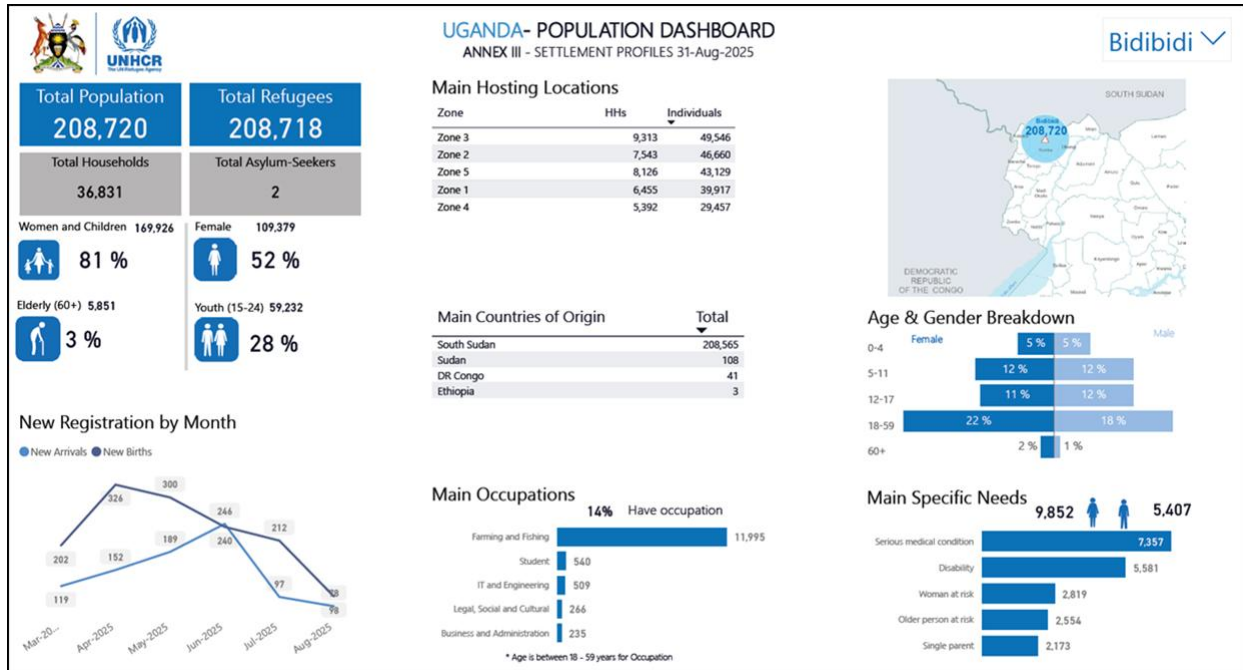 UNHCR
The UN Refugee Agency
UGANDA- POPULATION DASHBOARD
ANNEX III - SETTLEMENT PROFILES 31-Aug-2025
Bidibidi
Total Population
208,720
Total Refugees
208,718
Total Households
36,831
Total Asylum-Seekers
2
Women and Children 169,926
81 %
Female 109,379
52 %
Elderly (60+) 5,851
3 %
Youth (15-24) 59,232
28 %
Main Hosting Locations
Zone HHs Individuals
Zone 3 9,313 49,546
Zone 2 7,543 46,660
Zone 5 8,126 43,129
Zone 1 6,455 39,917
Zone 4 5,392 29,457
SOUTH SUDAN
Bidibidi
208,720
DEMOCRATIC
REPUBLIC
OF THE CONGO
Main Countries of Origin Total
South Sudan 208,565
Sudan 108
DR Congo 41
Ethiopia 3
Age & Gender Breakdown
Female Male
0-4 5 % 5 %
5-11 12 % 12 %
12-17 11 % 12 %
18-59 22 % 18 %
60+ 2 % 1 %
New Registration by Month
New Arrivals New Births
326
300
246
240
212
202
152
189
119
97
78
98
Mar-20...
Apr-2025
May-2025
Jun-2025
Jul-2025
Aug-2025
Main Occupations
14% Have occupation
Farming and Fishing 11,995
Student 540
IT and Engineering 509
Legal, Social and Cultural 266
Business and Administration 235
* Age is between 18 - 59 years for Occupation
Main Specific Needs
9,852 5,407
Serious medical condition 7,357
Disability 5,581
Woman at risk 2,819
Older person at risk 2,554
Single parent 2,173